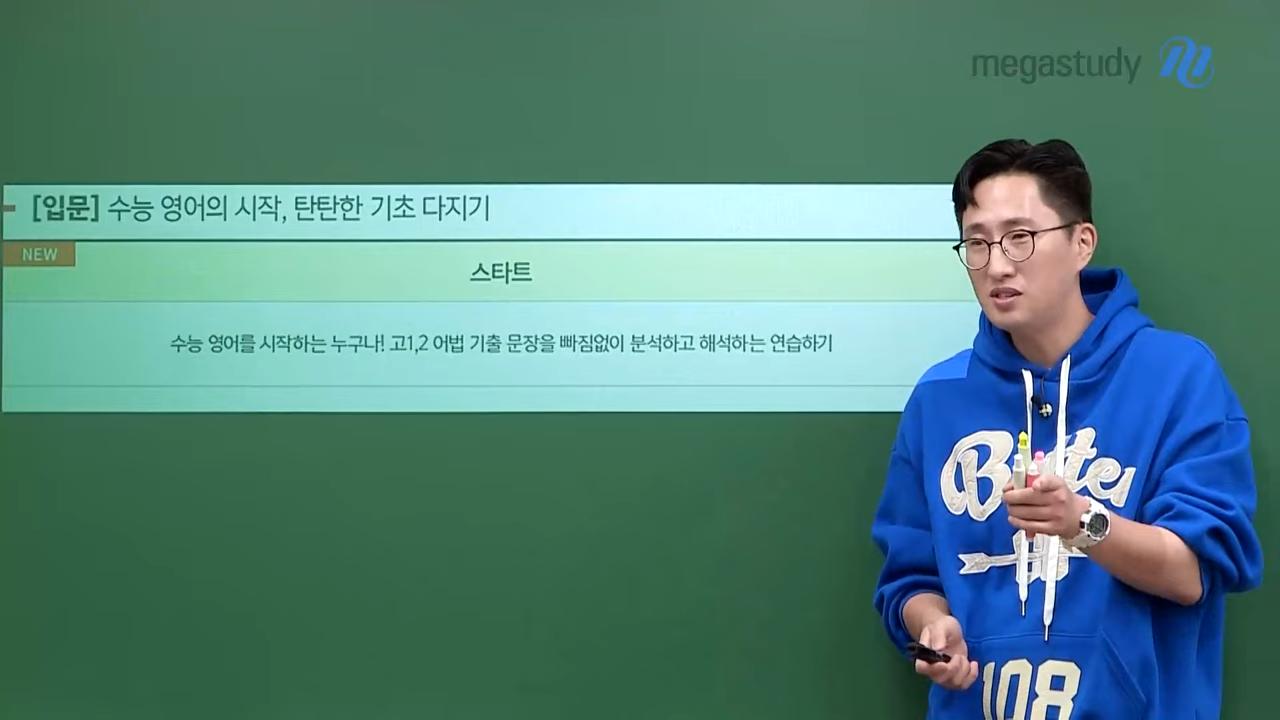 megastudy
[입문] 수능 영어의 시작, 탄탄한 기초 다지기
NEW
스타트
수능 영어를 시작하는 누구나! 고1,2 어법 기출 문장을 빠짐없이 분석하고 해석하는 연습하기
108